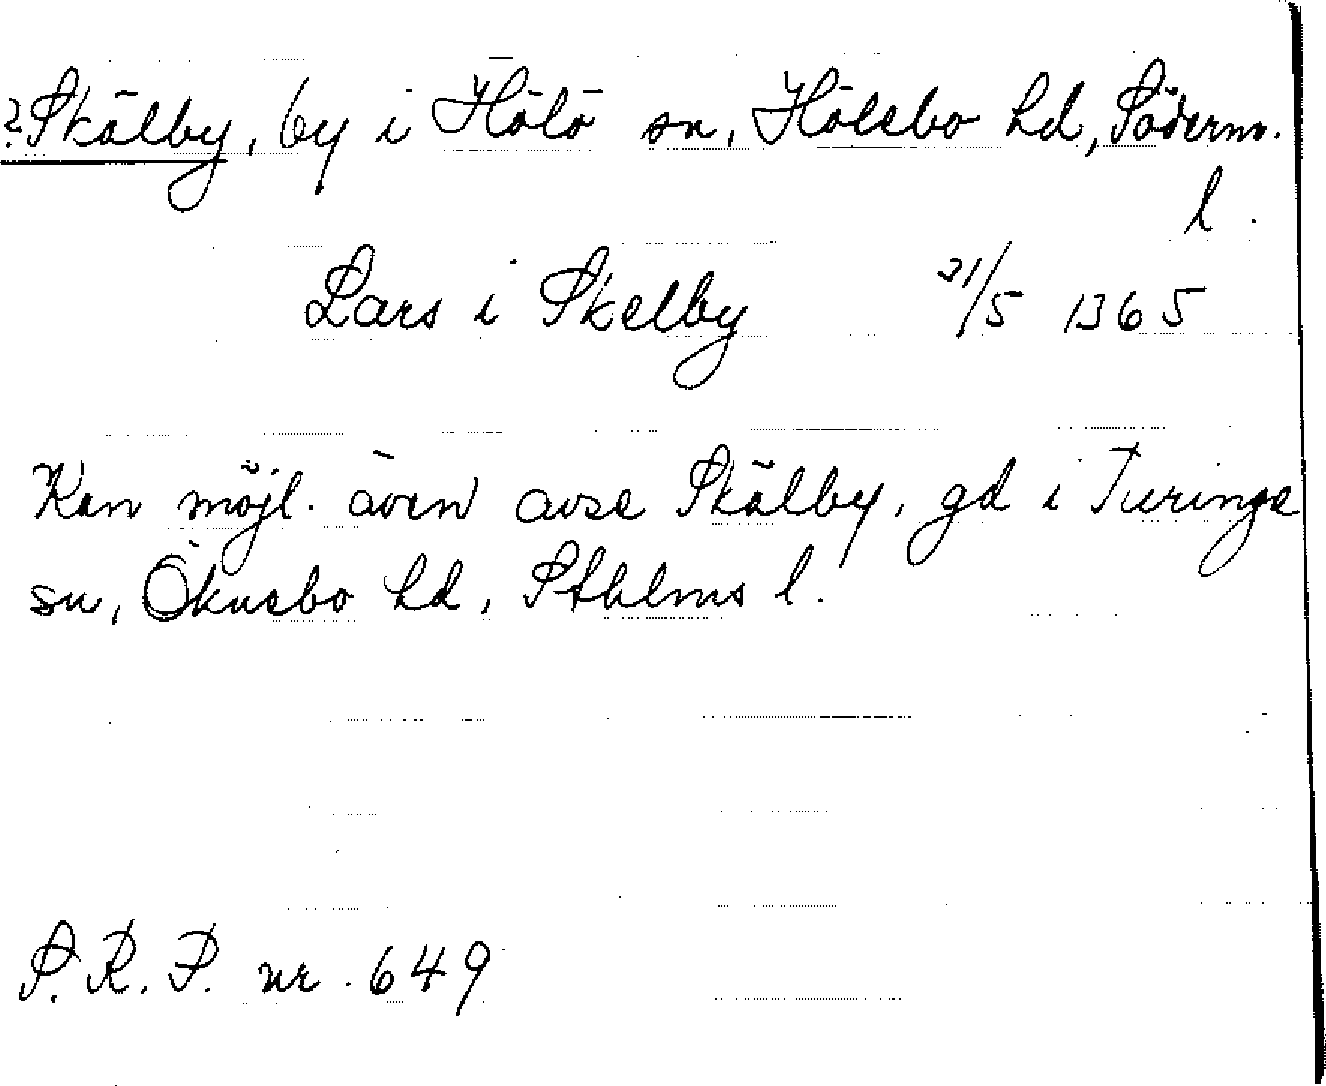 ?Skälby, by i Hölö sn, Hölebo hd, Söderm.
l.
Lars i Skelby 21/5 1365
Kan möjl. även avse Skälby, gd i Turinge
sn, Öknebo hd, Sthlms l.
S.R.P. nr. 649